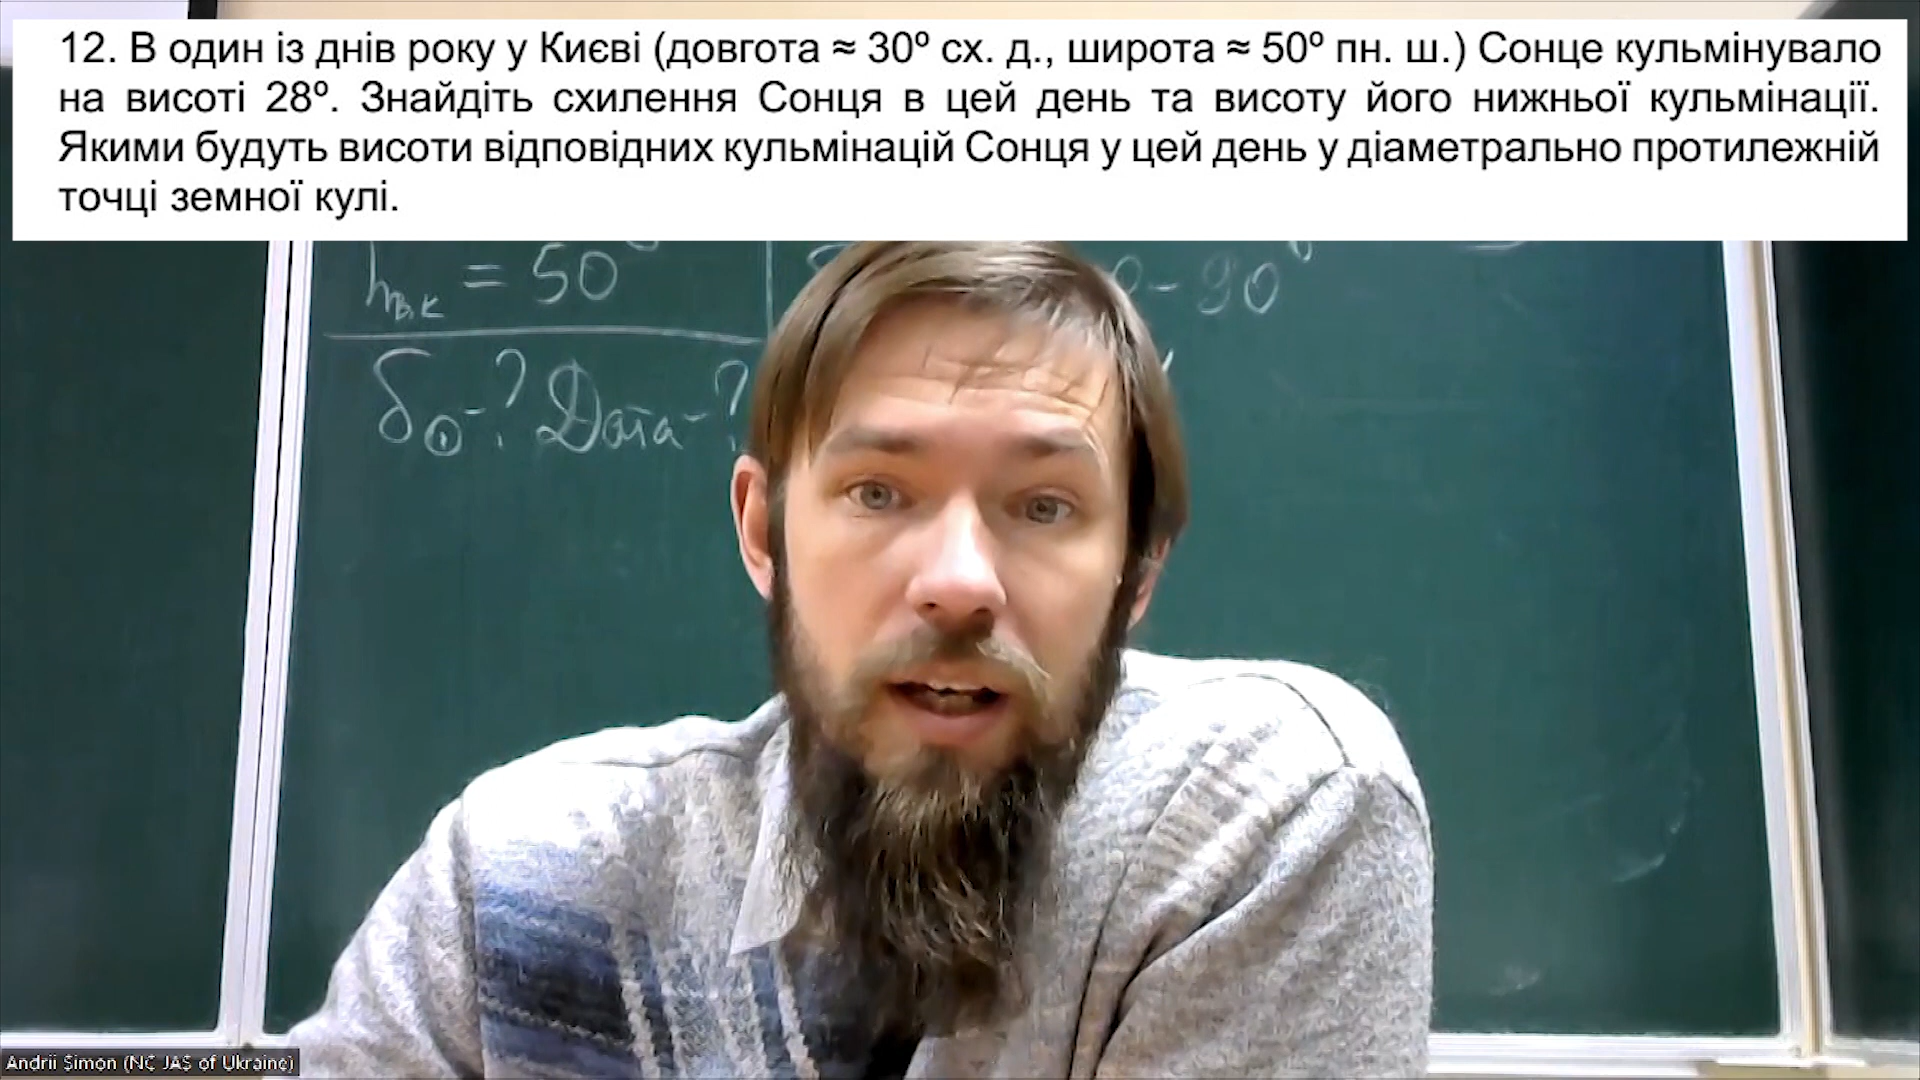 12. В один із днів року у Києві (довгота ≈ 30º сх. д., широта ≈ 50º пн. ш.) Сонце кульмінувало
на висоті 28º. Знайдіть схилення Сонця в цей день та висоту його нижньої кульмінації.
Якими будуть висоти відповідних кульмінацій Сонця у цей день у діаметрально протилежній
точці земної кулі.
hв.к = 50°
- 90°
δ⊙-? Дата-?
Andrii Simon (NC JAS of Ukraine)